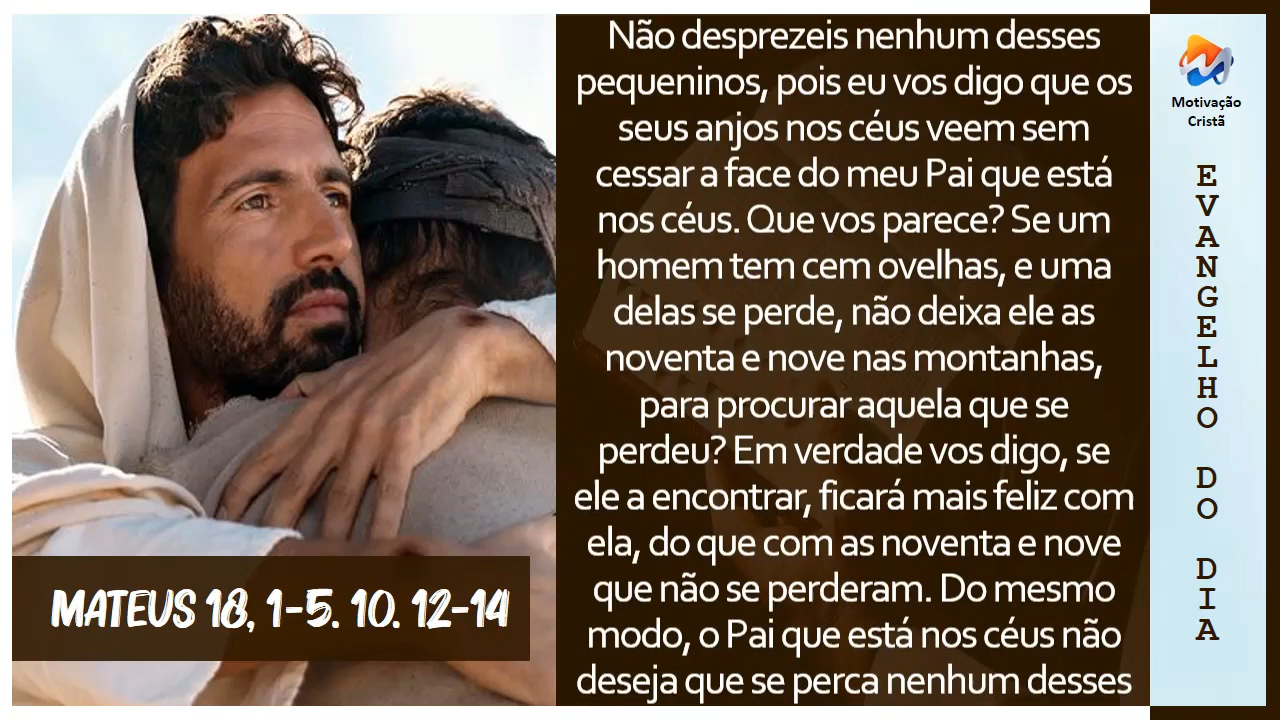 MATEUS 18, 1-5. 10. 12-14
Não desprezeis nenhum desses
pequeninos, pois eu vos digo que os
seus anjos nos céus veem sem
cessar a face do meu Pai que está
nos céus. Que vos parece? Se um
homem tem cem ovelhas, e uma
delas se perde, não deixa ele as
noventa e nove nas montanhas,
para procurar aquela que se
perdeu? Em verdade vos digo, se
ele a encontrar, ficará mais feliz com
ela, do que com as noventa e nove
que não se perderam. Do mesmo
modo, o Pai que está nos céus não
deseja que se perca nenhum desses
Motivação
Cristã
EVANGELHO DO DIA